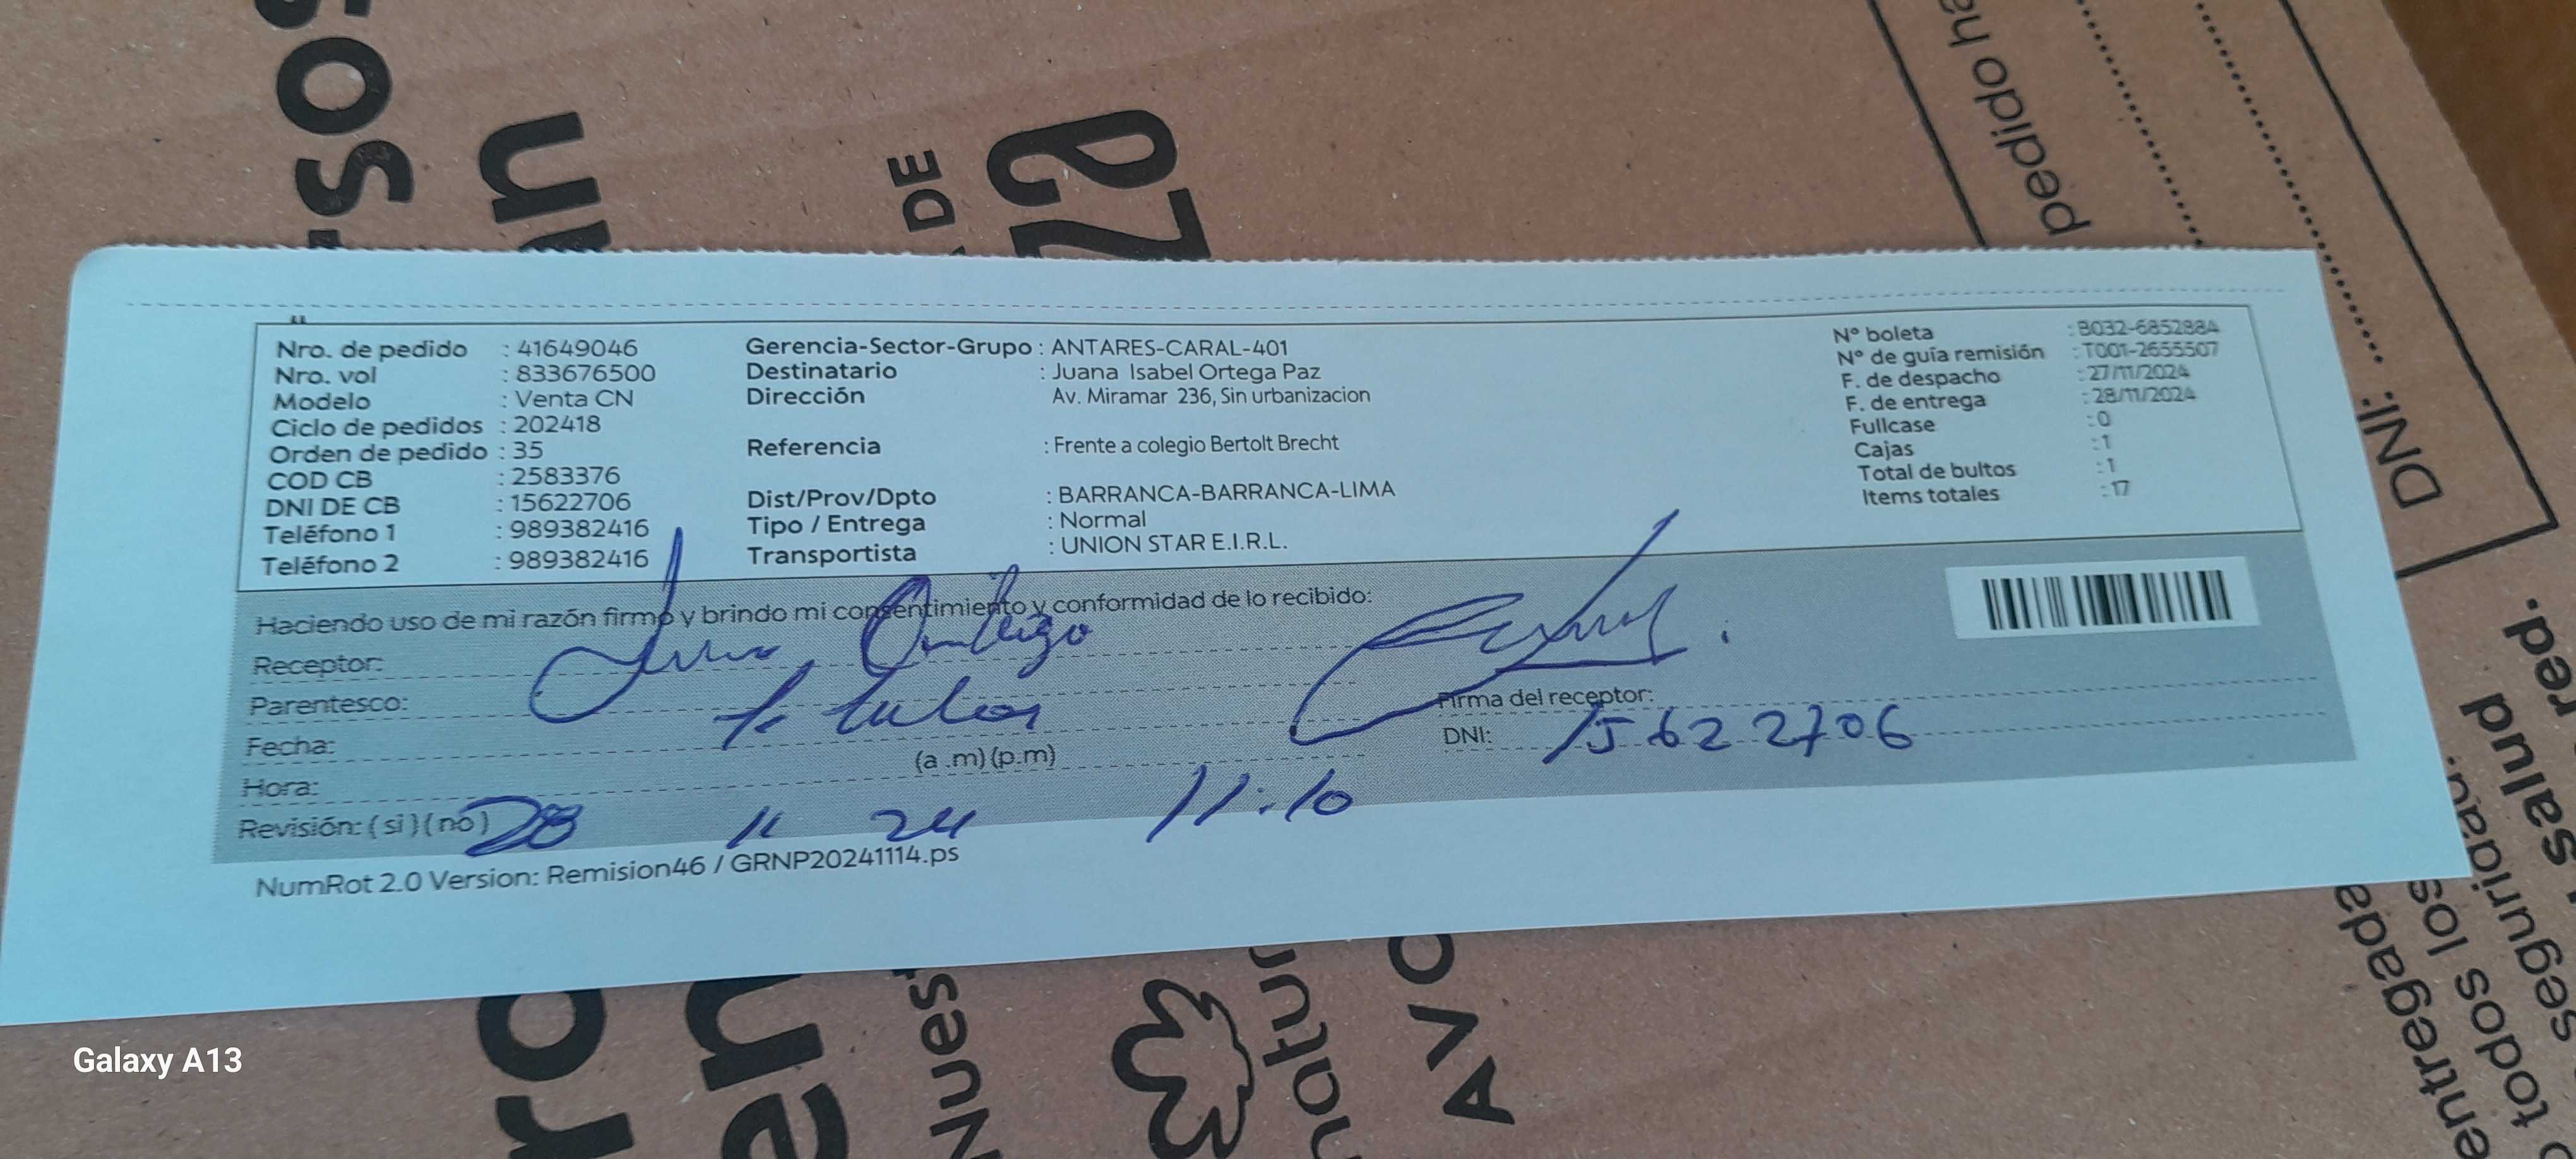 Nro. de pedido : 41649046
Nro. vol : 833676500
Modelo : Venta CN
Ciclo de pedidos : 202418
Orden de pedido : 35
COD CB : 2583376
DNI DE CB : 15622706
Teléfono 1 : 989382416
Teléfono 2 : 989382416
Gerencia-Sector-Grupo : ANTARES-CARAL-401
Destinatario : Juana Isabel Ortega Paz
Dirección Av. Miramar 236, Sin urbanizacion
Referencia : Frente a colegio Bertolt Brecht
Dist/Prov/Dpto : BARRANCA-BARRANCA-LIMA
Tipo / Entrega : Normal
Transportista : UNION STAR E.I.R.L.
N° boleta : B032-6852884
N° de guía remisión : T001-2655507
F. de despacho : 27/11/2024
F. de entrega : 28/11/2024
Fullcase : 0
Cajas : 1
Total de bultos : 1
Items totales : 17
Haciendo uso de mi razón firmo y brindo mi consentimiento y conformidad de lo recibido:
Receptor: Ortega
Parentesco:
Fecha:
Hora: (a .m) (p.m)
Revisión: ( si ) ( no ) 28 11 24 11:10
Firma del receptor:
DNI: 15622706
NumRot 2.0 Version: Remision46 / GRNP20241114.ps
DE
pedido
DNI:
red.
salud
todos los
Galaxy A13